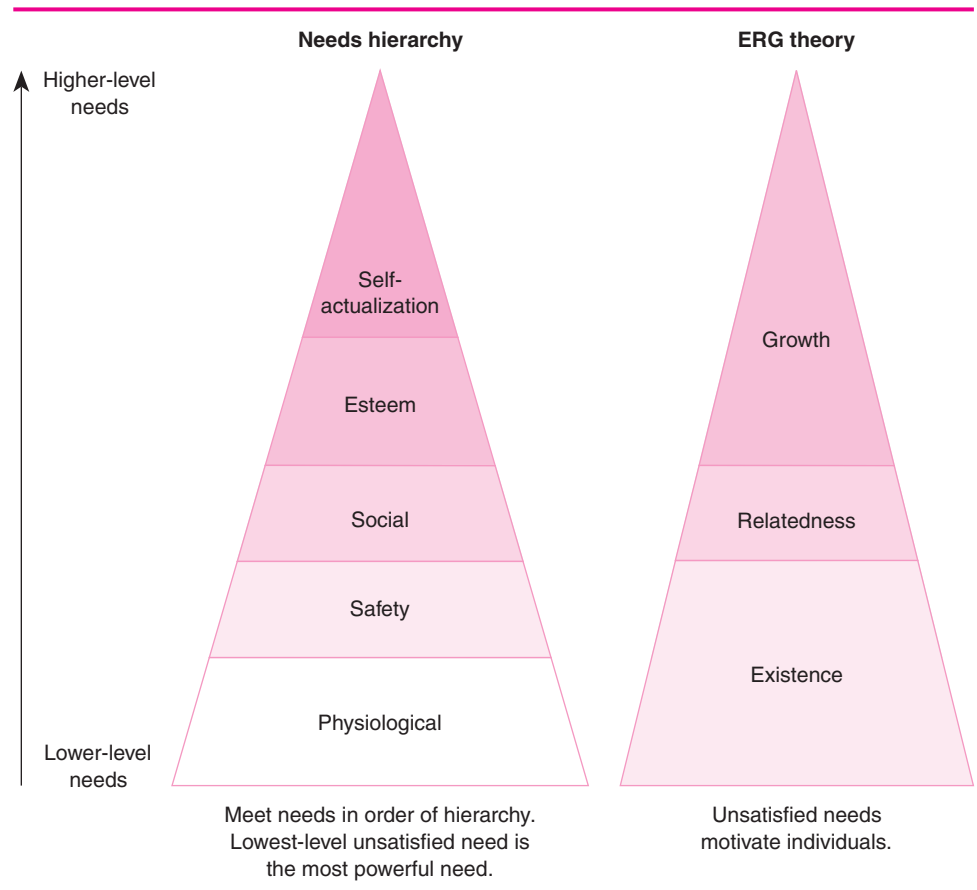 Needs hierarchy
ERG theory
Higher-level
needs
Self-
actualization
Growth
Esteem
Social
Relatedness
Safety
Existence
Physiological
Lower-level
needs
Meet needs in order of hierarchy.
Lowest-level unsatisfied need is
the most powerful need.
Unsatisfied needs
motivate individuals.